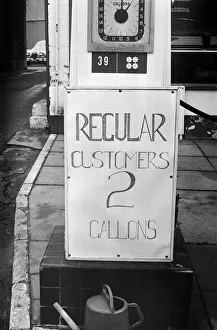 39
REGULAR
CUSTOMERS
2
GALLONS